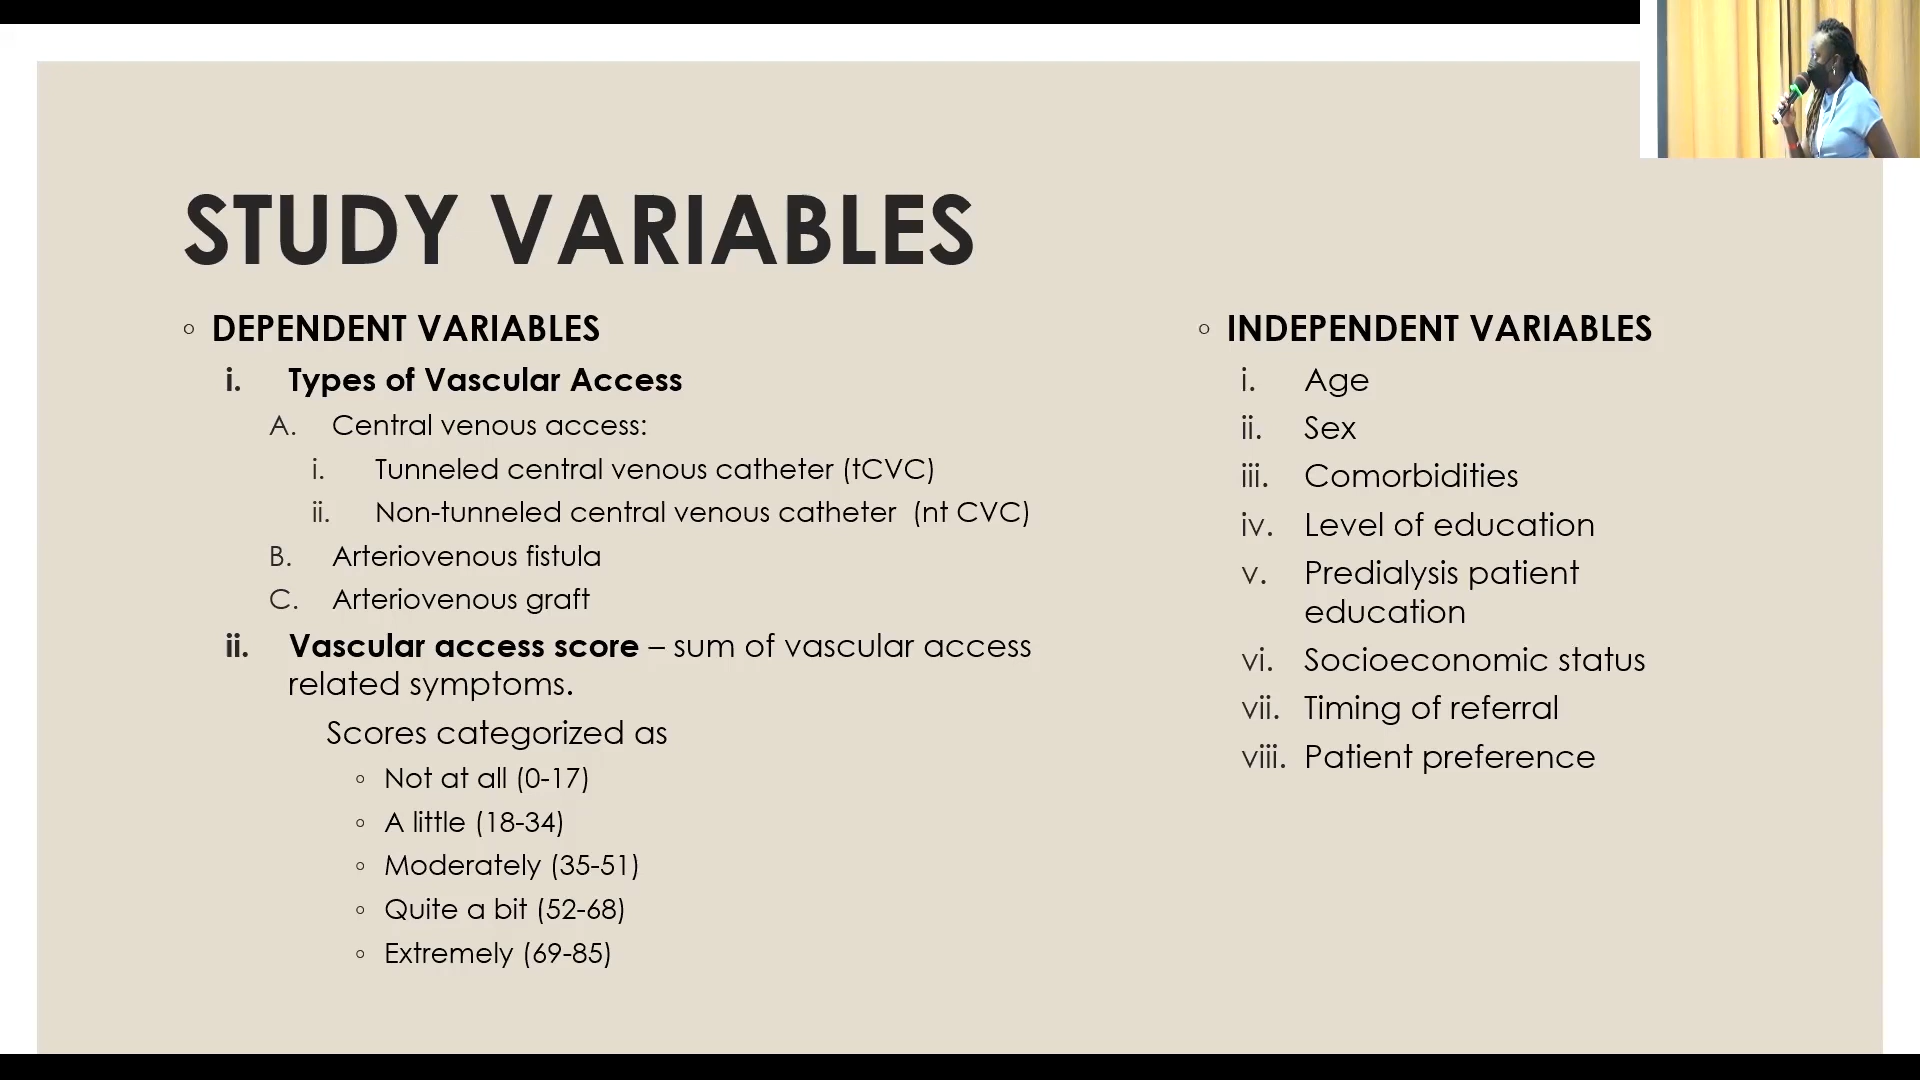 STUDY VARIABLES
◦ DEPENDENT VARIABLES
i. Types of Vascular Access
A. Central venous access:
i. Tunneled central venous catheter (tCVC)
ii. Non-tunneled central venous catheter (nt CVC)
B. Arteriovenous fistula
C. Arteriovenous graft
ii. Vascular access score – sum of vascular access
related symptoms.
Scores categorized as
◦ Not at all (0-17)
◦ A little (18-34)
◦ Moderately (35-51)
◦ Quite a bit (52-68)
◦ Extremely (69-85)
◦ INDEPENDENT VARIABLES
i. Age
ii. Sex
iii. Comorbidities
iv. Level of education
v. Predialysis patient
education
vi. Socioeconomic status
vii. Timing of referral
viii. Patient preference